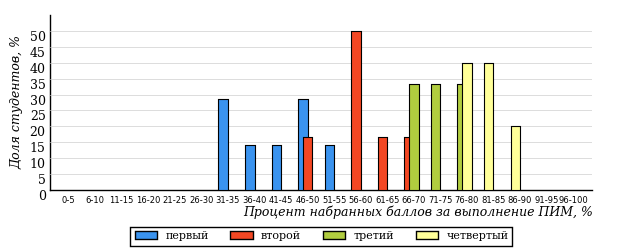 Доля студентов, %
50
45
40
35
30
25
20
15
10
5
0
0-5 6-10 11-15 16-20 21-25 26-30 31-35 36-40 41-45 46-50 51-55 56-60 61-65 66-70 71-75 76-80 81-85 86-90 91-95 96-100
Процент набранных баллов за выполнение ПИМ, %
первый второй третий четвертый